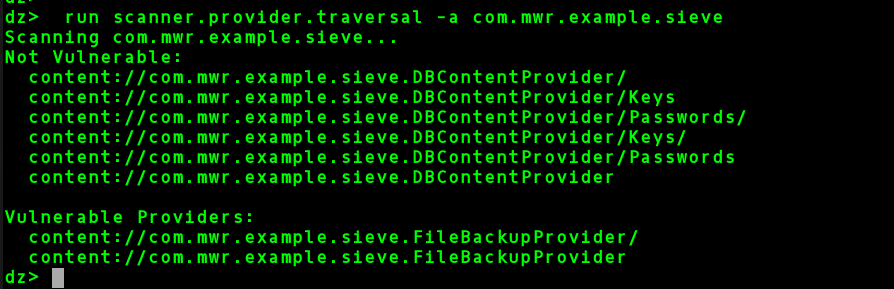 dz>
dz>  run scanner.provider.traversal -a com.mwr.example.sieve
Scanning com.mwr.example.sieve...
Not Vulnerable:
  content://com.mwr.example.sieve.DBContentProvider/
  content://com.mwr.example.sieve.DBContentProvider/Keys
  content://com.mwr.example.sieve.DBContentProvider/Passwords/
  content://com.mwr.example.sieve.DBContentProvider/Keys/
  content://com.mwr.example.sieve.DBContentProvider/Passwords
  content://com.mwr.example.sieve.DBContentProvider

Vulnerable Providers:
  content://com.mwr.example.sieve.FileBackupProvider/
  content://com.mwr.example.sieve.FileBackupProvider
dz>